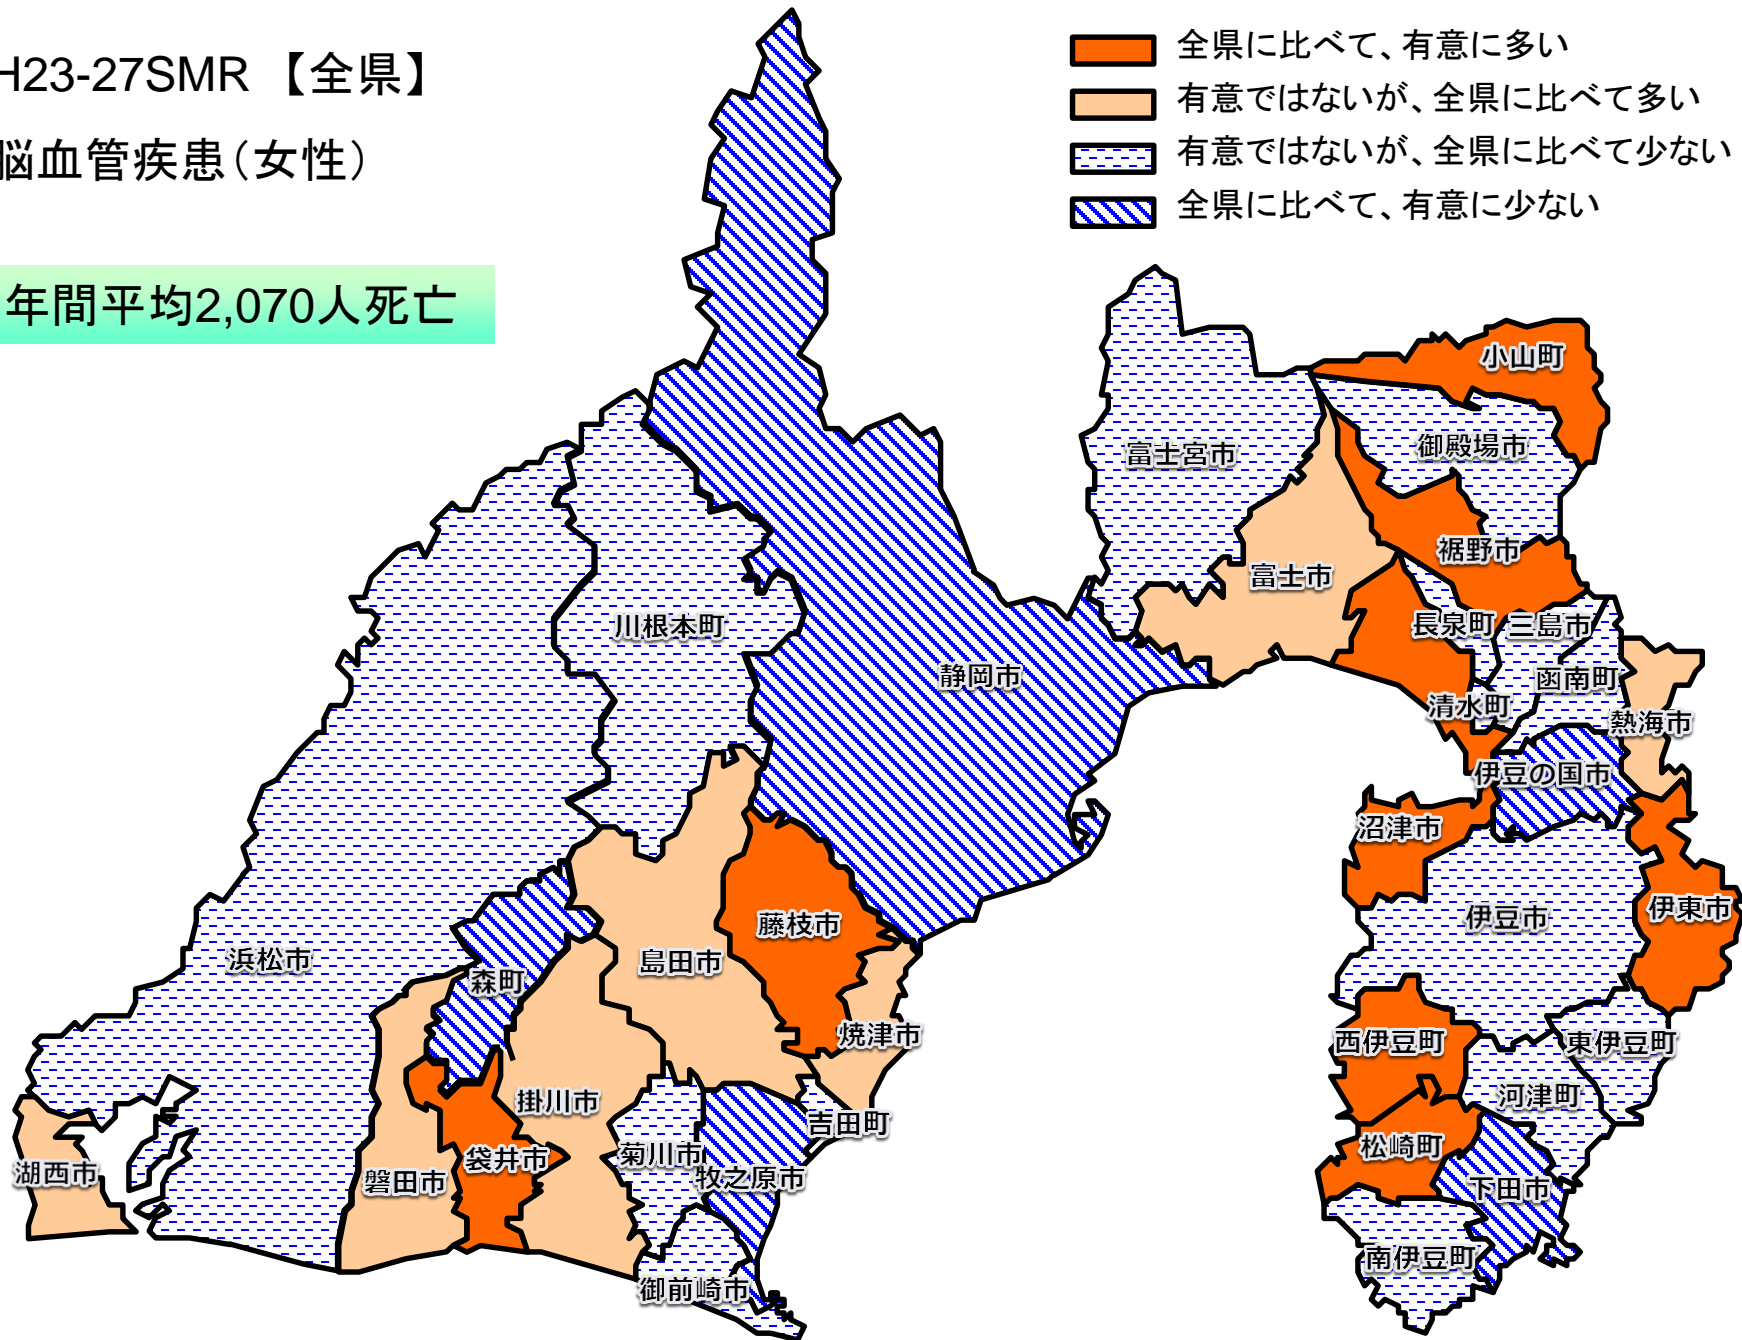 H23-27SMR 【全県】
脳血管疾患（女性）
年間平均2,070人死亡
全県に比べて、有意に多い
有意ではないが、全県に比べて多い
有意ではないが、全県に比べて少ない
全県に比べて、有意に少ない
小山町
御殿場市
富士宮市
裾野市
富士市
長泉町
三島市
川根本町
静岡市
函南町
清水町
熱海市
伊豆の国市
沼津市
伊豆市
伊東市
藤枝市
島田市
浜松市
森町
焼津市
西伊豆町
東伊豆町
河津町
掛川市
吉田町
松崎町
菊川市
袋井市
牧之原市
磐田市
湖西市
下田市
南伊豆町
御前崎市